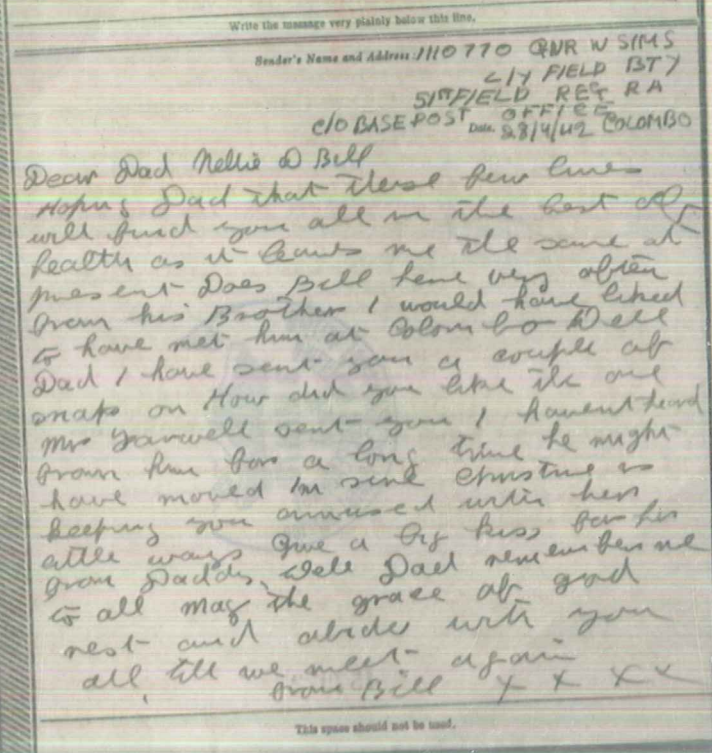 Write the message very plainly below this line.
Sender's Name and Address: 1110770 GNR W SIMS
FIELD BTY
51ST FIELD REG RA
C/O BASE POST OFFICE
Date 28/4/42 COLOMBO
Dear Dad Nellie & Bill
Hoping Dad that these few lines
will find you all in the best of
health as it leaves me the same at
present Does Bill hear very often
from his Brother I would have liked
to have met him at Colombo Well
Dad I have sent you a couple of
snaps on How did you like the one
Mrs sent you I havent heard
from him for a long time he might
have moved Im sure Christine is
keeping you amused with her
little ways Give a big kiss for her
from Daddy. Well Dad remember me
to all may the grace of god
rest and abide with you
all till we meet again
from Bill X X X X
This space should not be used.